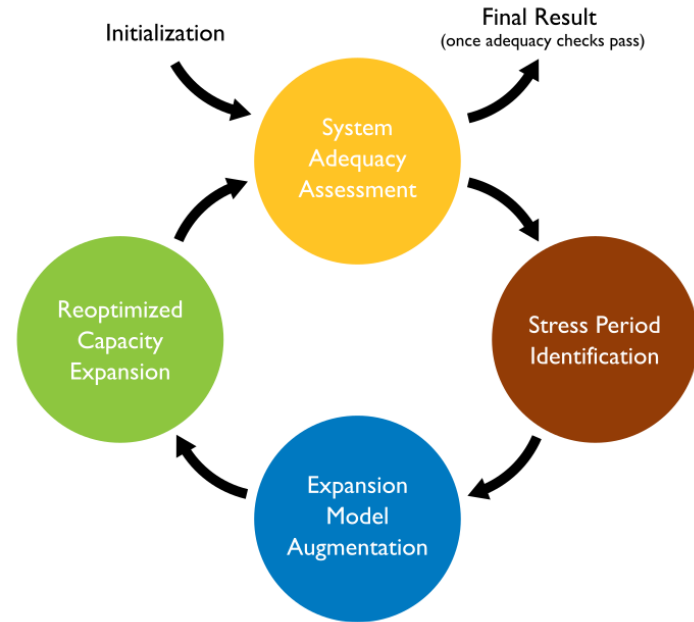 Initialization
Final Result
(once adequacy checks pass)
System
Adequacy
Assessment
Stress Period
Identification
Expansion
Model
Augmentation
Reoptimized
Capacity
Expansion